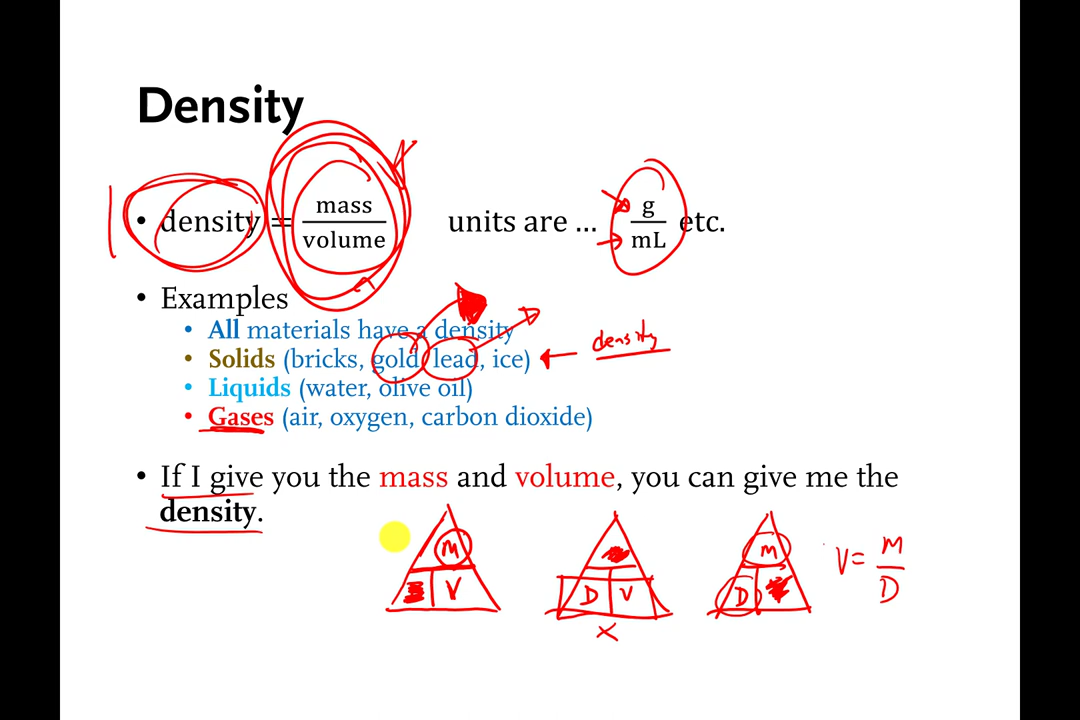 Density
• density = mass/volume units are ... g/mL etc.
• Examples
• All materials have a density
• Solids (bricks, gold, lead, ice) density
• Liquids (water, olive oil)
• Gases (air, oxygen, carbon dioxide)
• If I give you the mass and volume, you can give me the
density.
M M
V D V D
V = M/D
X